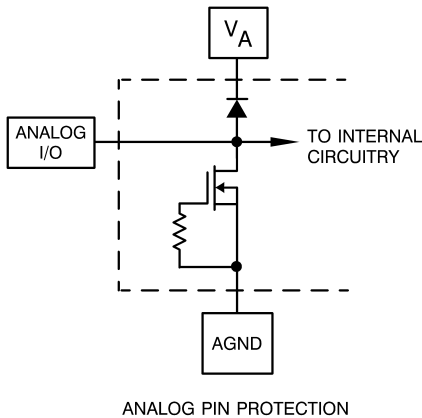 VA
ANALOG
I/O
TO INTERNAL
CIRCUITRY
AGND
ANALOG PIN PROTECTION